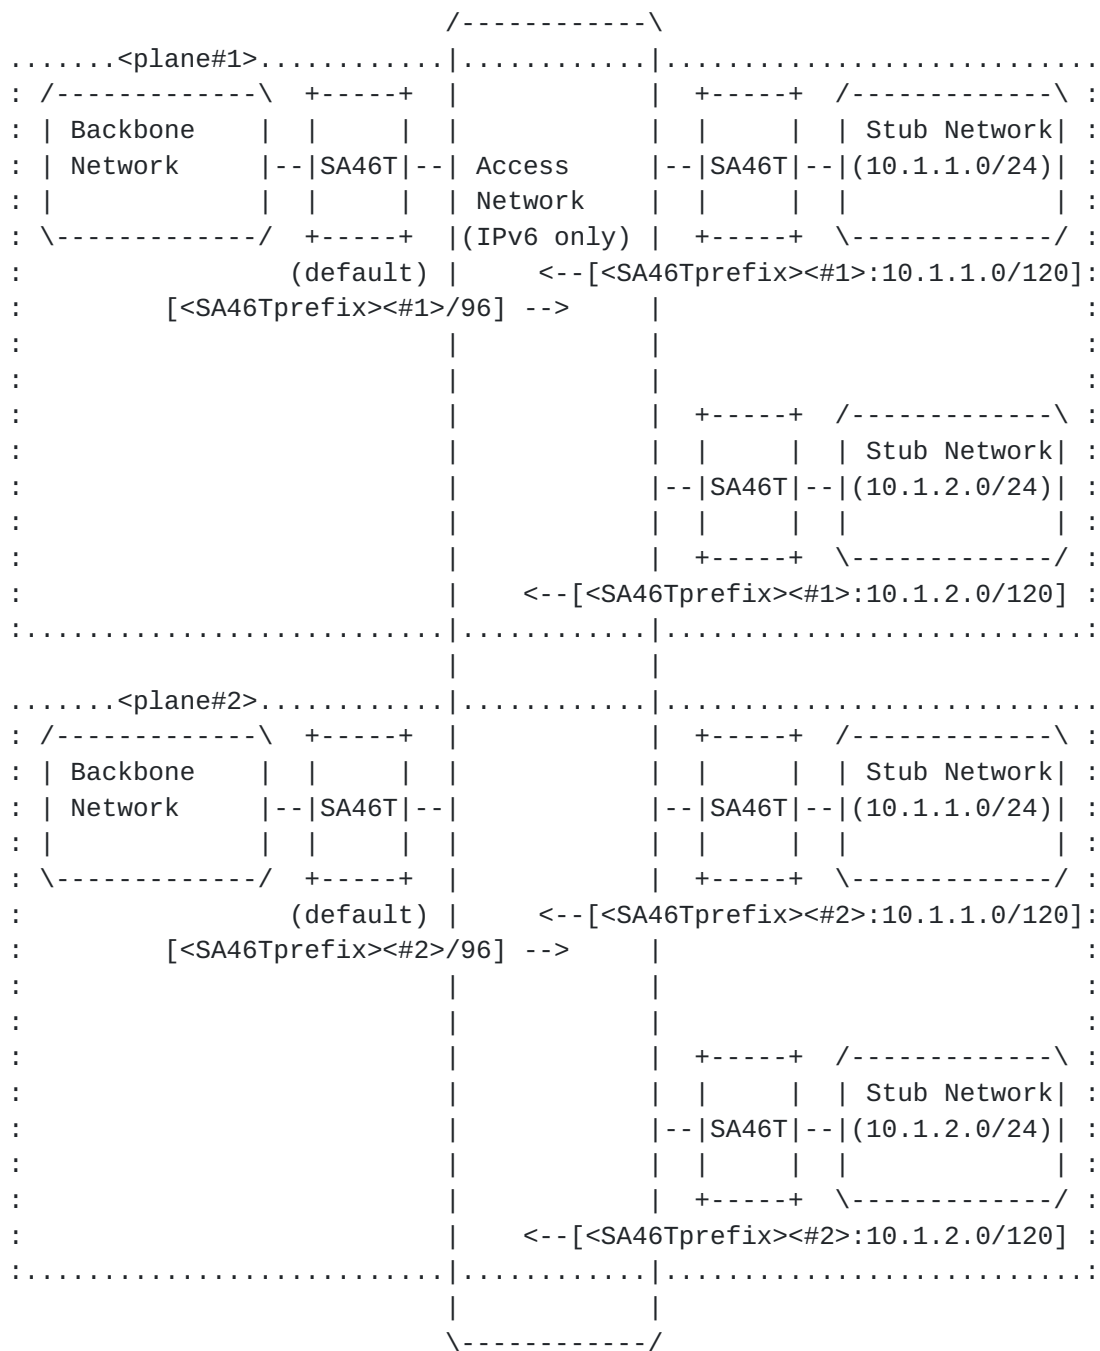 /------------\
.......<plane#1>............|............|............................
: /-------------\  +-----+  |            |  +-----+  /-------------\ :
: | Backbone    |  |     |  |            |  |     |  | Stub Network| :
: | Network     |--|SA46T|--| Access     |--|SA46T|--|(10.1.1.0/24)| :
: |             |  |     |  | Network    |  |     |  |             | :
: \-------------/  +-----+  |(IPv6 only) |  +-----+  \-------------/ :
:                 (default) |     <--[<SA46Tprefix><#1>:10.1.1.0/120]:
:         [<SA46Tprefix><#1>/96] -->     |                           :
:                           |            |                           :
:                           |            |                           :
:                           |            |  +-----+  /-------------\ :
:                           |            |  |     |  | Stub Network| :
:                           |            |--|SA46T|--|(10.1.2.0/24)| :
:                           |            |  |     |  |             | :
:                           |            |  +-----+  \-------------/ :
:                           |    <--[<SA46Tprefix><#1>:10.1.2.0/120] :
:...........................|............|...........................:
                            |            |
.......<plane#2>............|............|............................
: /-------------\  +-----+  |            |  +-----+  /-------------\ :
: | Backbone    |  |     |  |            |  |     |  | Stub Network| :
: | Network     |--|SA46T|--|            |--|SA46T|--|(10.1.1.0/24)| :
: |             |  |     |  |            |  |     |  |             | :
: \-------------/  +-----+  |            |  +-----+  \-------------/ :
:                 (default) |     <--[<SA46Tprefix><#2>:10.1.1.0/120]:
:         [<SA46Tprefix><#2>/96] -->     |                           :
:                           |            |                           :
:                           |            |                           :
:                           |            |  +-----+  /-------------\ :
:                           |            |  |     |  | Stub Network| :
:                           |            |--|SA46T|--|(10.1.2.0/24)| :
:                           |            |  |     |  |             | :
:                           |            |  +-----+  \-------------/ :
:                           |    <--[<SA46Tprefix><#2>:10.1.2.0/120] :
:...........................|............|...........................:
                            |            |
                            \------------/